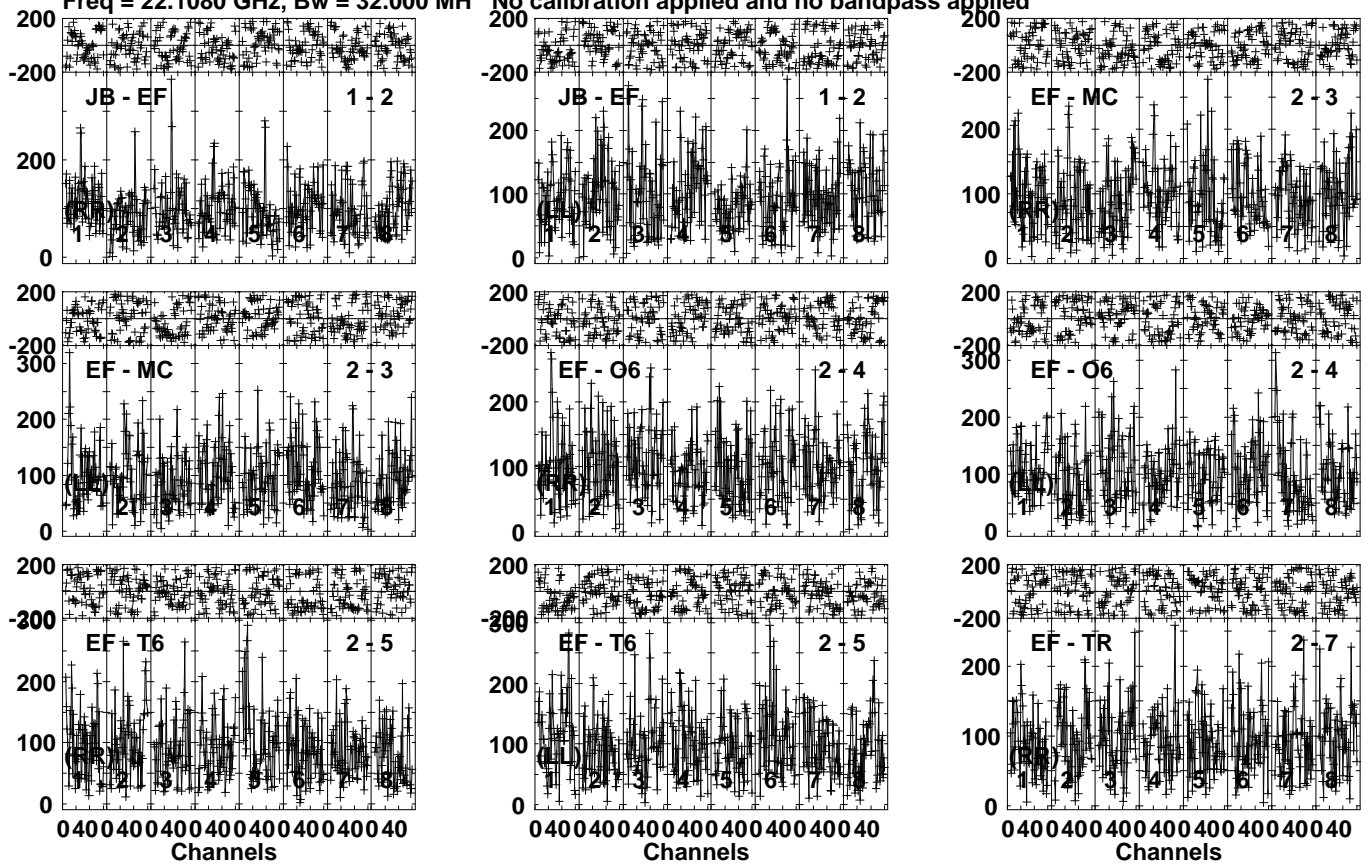 Freq = 22.1080 GHz, Bw = 32.000 MH No calibration applied and no bandpass applied
200 200 200
-200 -200 -200
JB - EF 1 - 2 JB - EF 1 - 2 EF - MC 2 - 3
200 200 200
100 100
(RR) (LL) (RR)
1 2 3 4 5 6 7 8 1 2 3 4 5 6 7 8 1 2 3 4 5 6 7 8
0 0 0
200 200 200
-200 -200 -200
300 300
EF - MC 2 - 3 EF - O6 2 - 4 EF - O6 2 - 4
200 200 200
100 100 100
(LL) (RR) (LL)
1 2 3 4 5 6 7 8 1 2 3 4 5 6 7 8 1 2 3 4 5 6 7 8
0 0 0
200 200 200
-200 -200 -200
300 300
EF - T6 2 - 5 EF - T6 2 - 5 EF - TR 2 - 7
200 200 200
100 100 100
(RR) (LL) (RR)
1 2 3 4 5 6 7 8 1 2 3 4 5 6 7 8 1 2 3 4 5 6 7 8
0 0 0
0 40 0 40 0 40 0 40 0 40 0 40 0 40 40 0 40 0 40 0 40 0 40 0 40 0 40 0 40 40 0 40 0 40 0 40 0 40 0 40 0 40 0 40 40
Channels Channels Channels